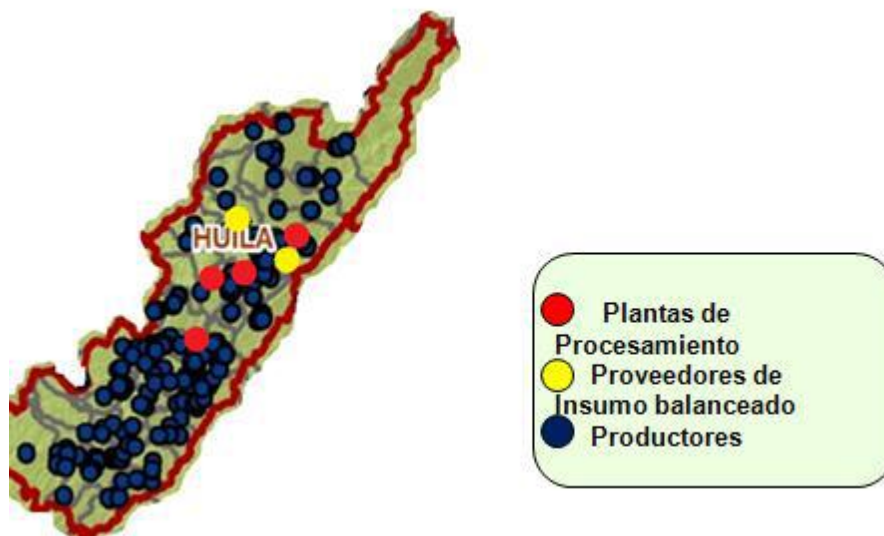 HUILA
Plantas de
Procesamiento
Proveedores de
Insumo balanceado
Productores